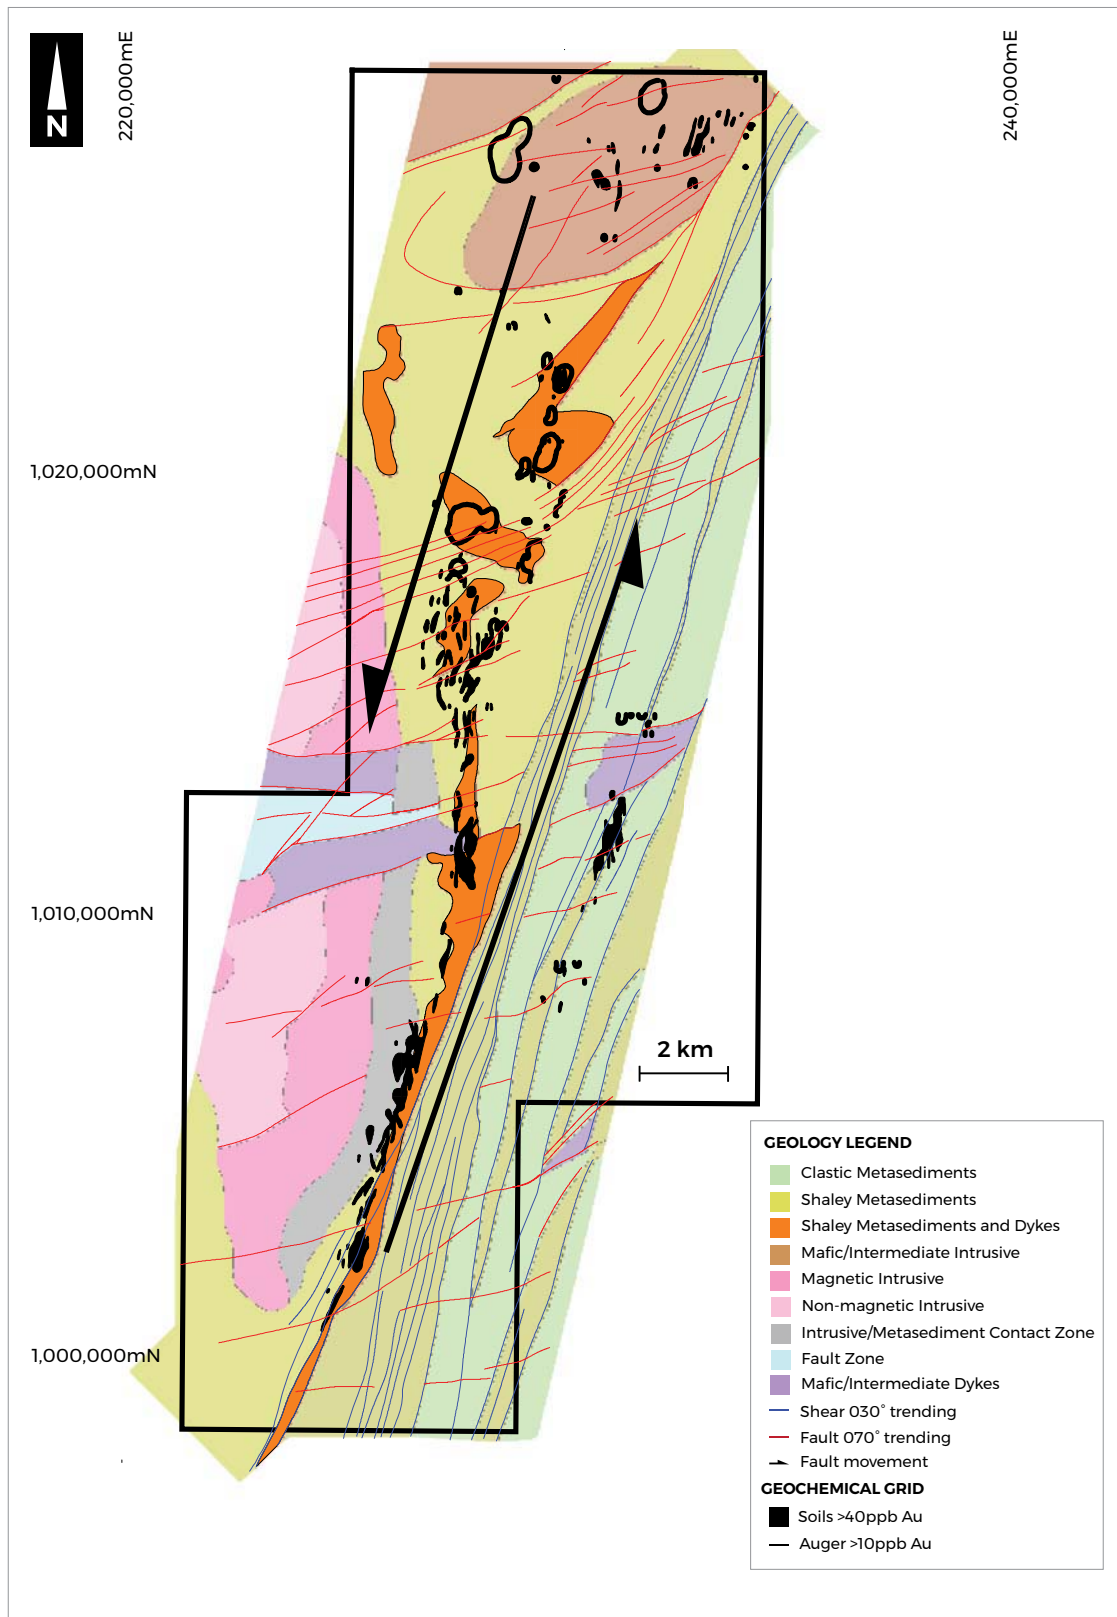 N
220,000mE
240,000mE
1,020,000mN
1,010,000mN
2 km
1,000,000mN
GEOLOGY LEGEND
Clastic Metasediments
Shaley Metasediments
Shaley Metasediments and Dykes
Mafic/Intermediate Intrusive
Magnetic Intrusive
Non-magnetic Intrusive
Intrusive/Metasediment Contact Zone
Fault Zone
Mafic/Intermediate Dykes
Shear 030° trending
Fault 070° trending
Fault movement
GEOCHEMICAL GRID
Soils >40ppb Au
Auger >10ppb Au